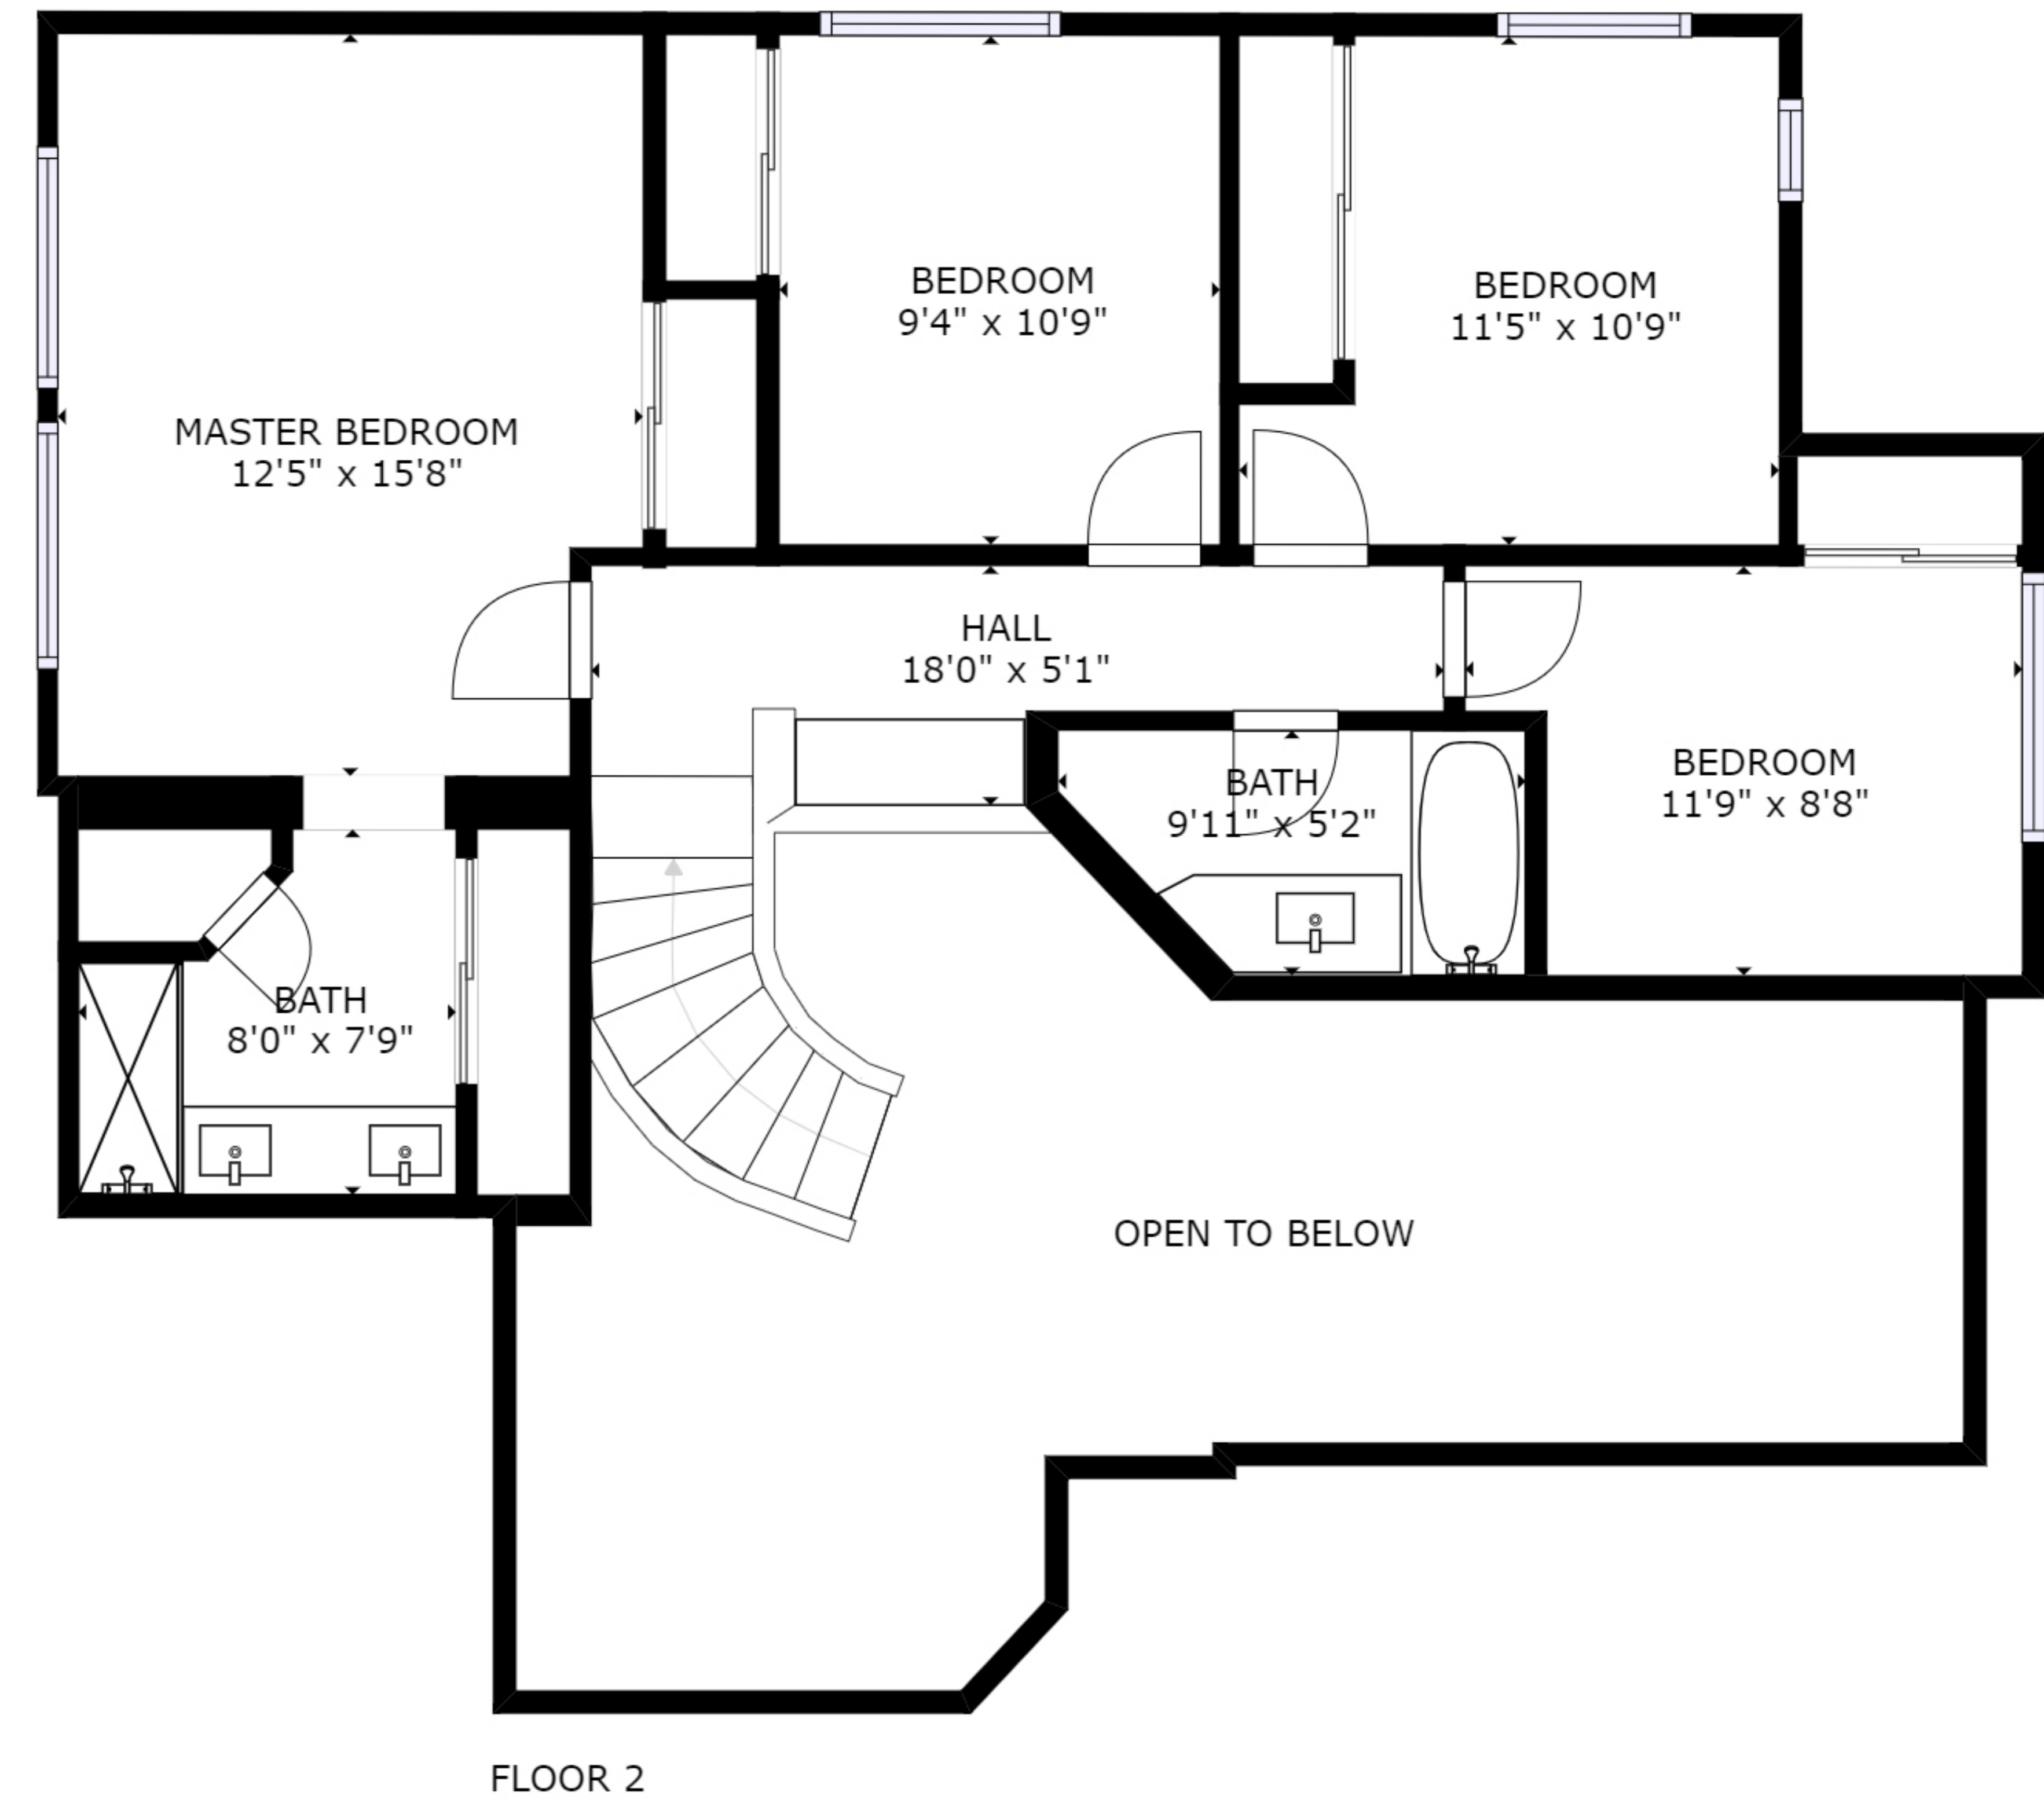 BEDROOM
9'4" x 10'9"
BEDROOM
11'5" x 10'9"
MASTER BEDROOM
12'5" x 15'8"
HALL
18'0" x 5'1"
BATH
9'11" x 5'2"
BEDROOM
11'9" x 8'8"
BATH
8'0" x 7'9"
OPEN TO BELOW
FLOOR 2